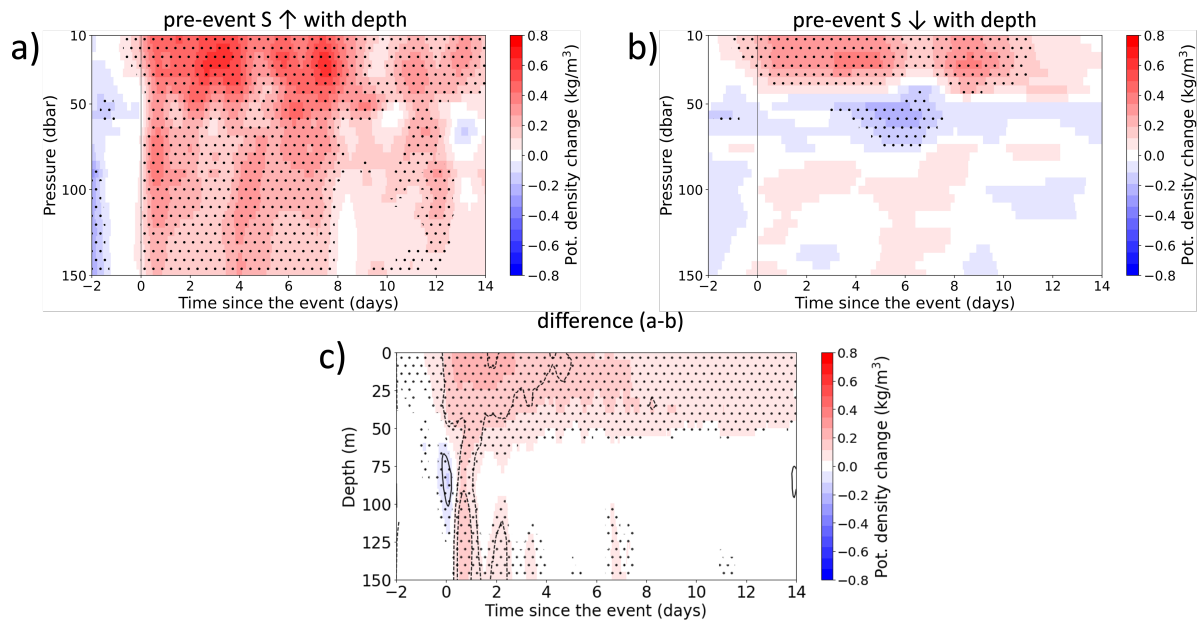 pre-event S ↑ with depth
a)
10
50
100
150
Pressure (dbar)
−2 0 2 4 6 8 10 12 14
Time since the event (days)
0.8
0.6
0.4
0.2
0.0
−0.2
−0.4
−0.6
−0.8
Pot. density change (kg/m³)
pre-event S ↓ with depth
b)
10
50
100
150
Pressure (dbar)
−2 0 2 4 6 8 10 12 14
Time since the event (days)
0.8
0.6
0.4
0.2
0.0
−0.2
−0.4
−0.6
−0.8
Pot. density change (kg/m³)
difference (a-b)
c)
0
25
50
75
100
125
150
Depth (m)
−2 0 2 4 6 8 10 12 14
Time since the event (days)
0.8
0.6
0.4
0.2
0.0
−0.2
−0.4
−0.6
−0.8
Pot. density change (kg/m³)